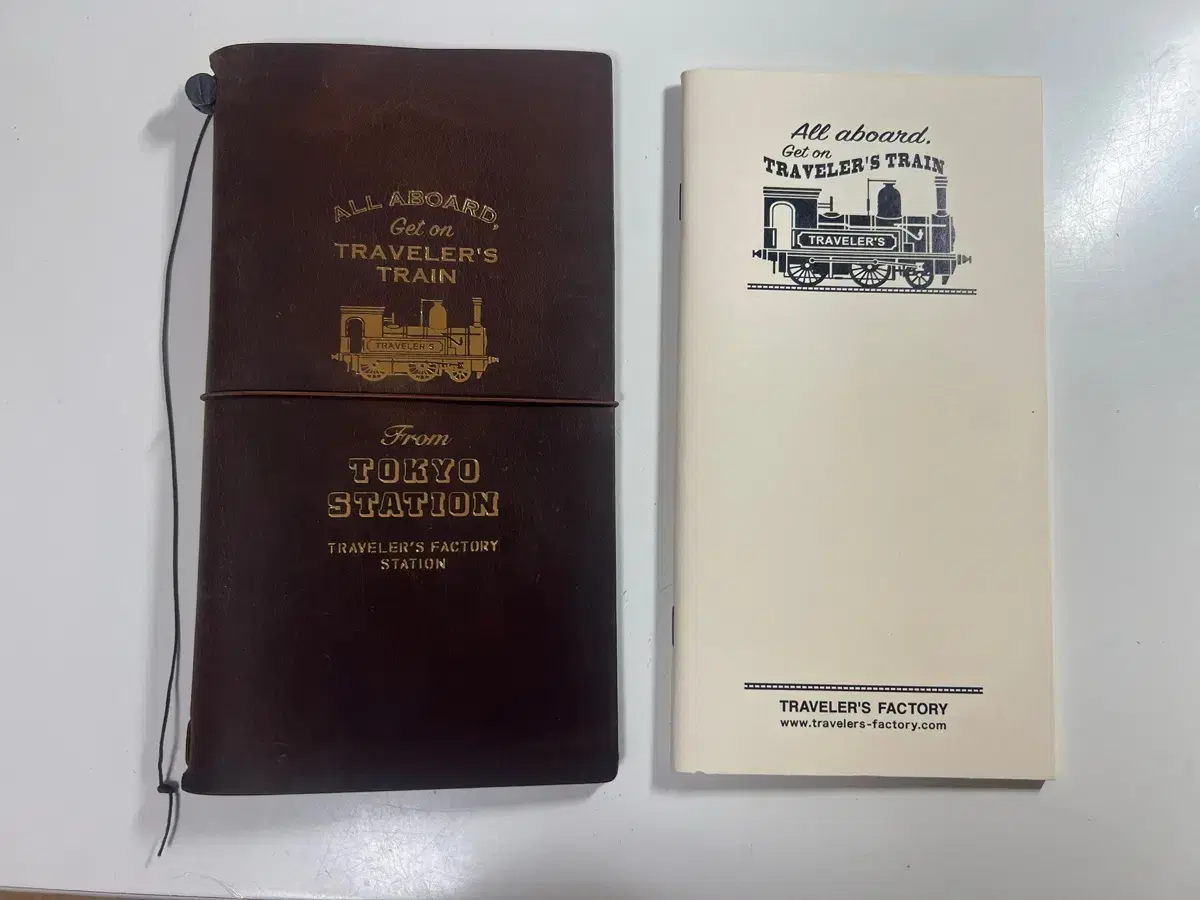 ALL ABOARD,
Get on
TRAVELER'S
TRAIN
TRAVELER'S
From
TOKYO
STATION
TRAVELER'S FACTORY
STATION
All aboard,
Get on
TRAVELER'S TRAIN
TRAVELER'S
TRAVELER'S FACTORY
www.travelers-factory.com